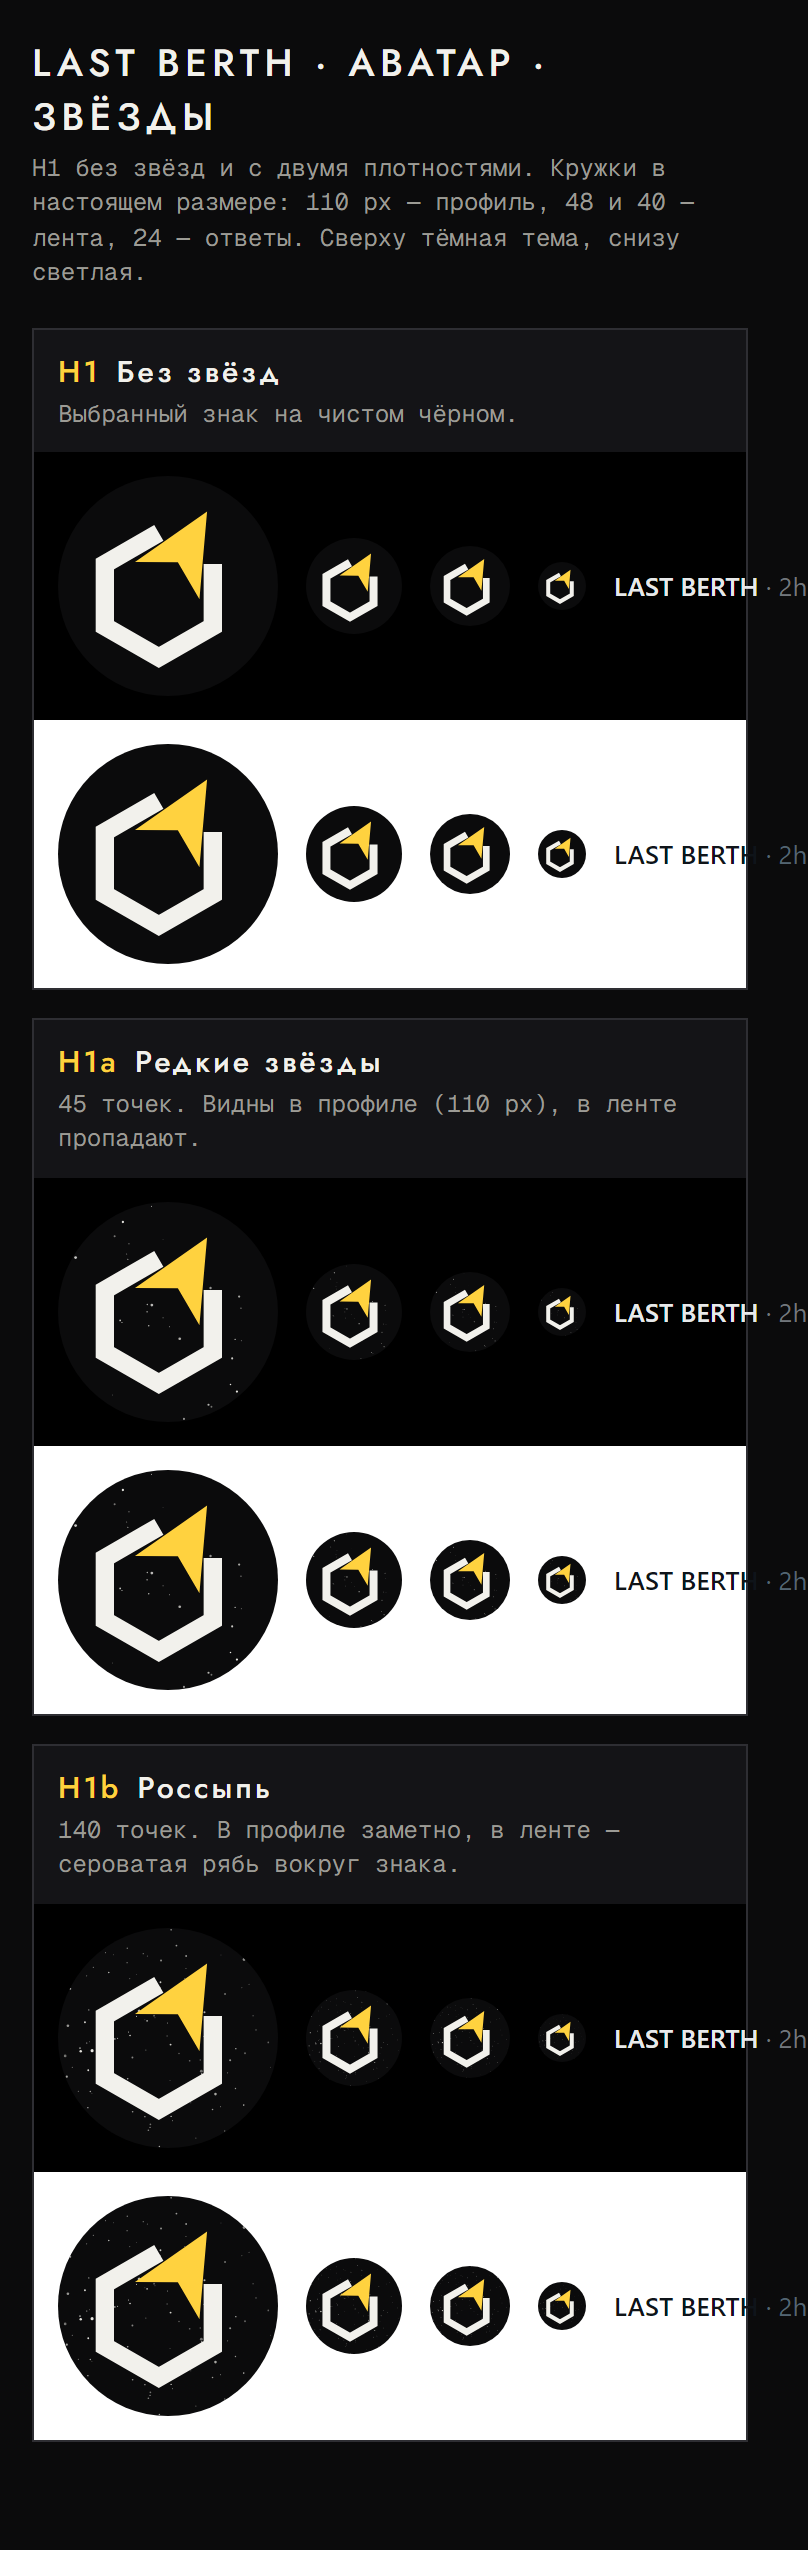 LAST BERTH · АВАТАР ·
ЗВЁЗДЫ
H1 без звёзд и с двумя плотностями. Кружки в
настоящем размере: 110 px — профиль, 48 и 40 —
лента, 24 — ответы. Сверху тёмная тема, снизу
светлая.
H1 Без звёзд
Выбранный знак на чистом чёрном.
LAST BERTH · 2h
LAST BERTH · 2h
H1a Редкие звёзды
45 точек. Видны в профиле (110 px), в ленте
пропадают.
LAST BERTH · 2h
LAST BERTH · 2h
H1b Россыпь
140 точек. В профиле заметно, в ленте —
сероватая рябь вокруг знака.
LAST BERTH · 2h
LAST BERTH · 2h